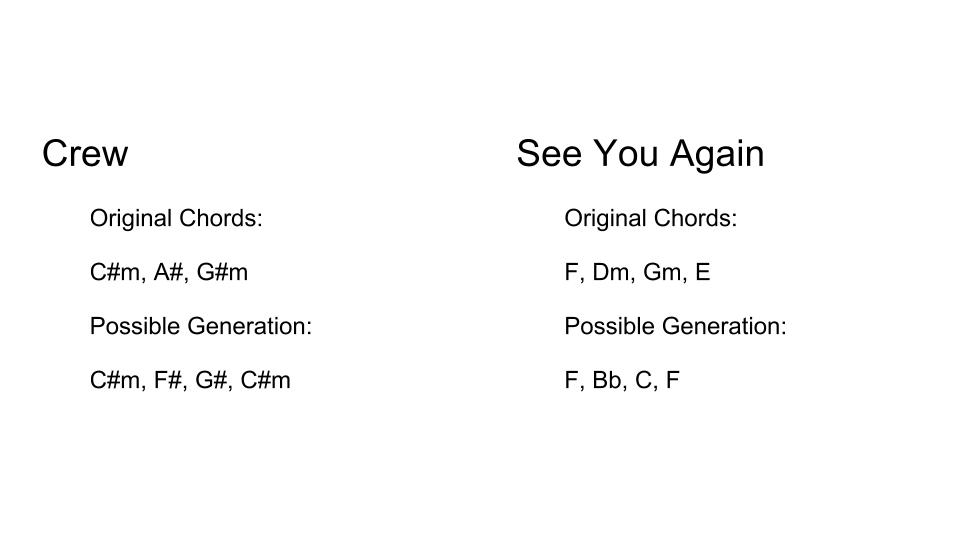 Crew
Original Chords:
C#m, A#, G#m
Possible Generation:
C#m, F#, G#, C#m
See You Again
Original Chords:
F, Dm, Gm, E
Possible Generation:
F, Bb, C, F